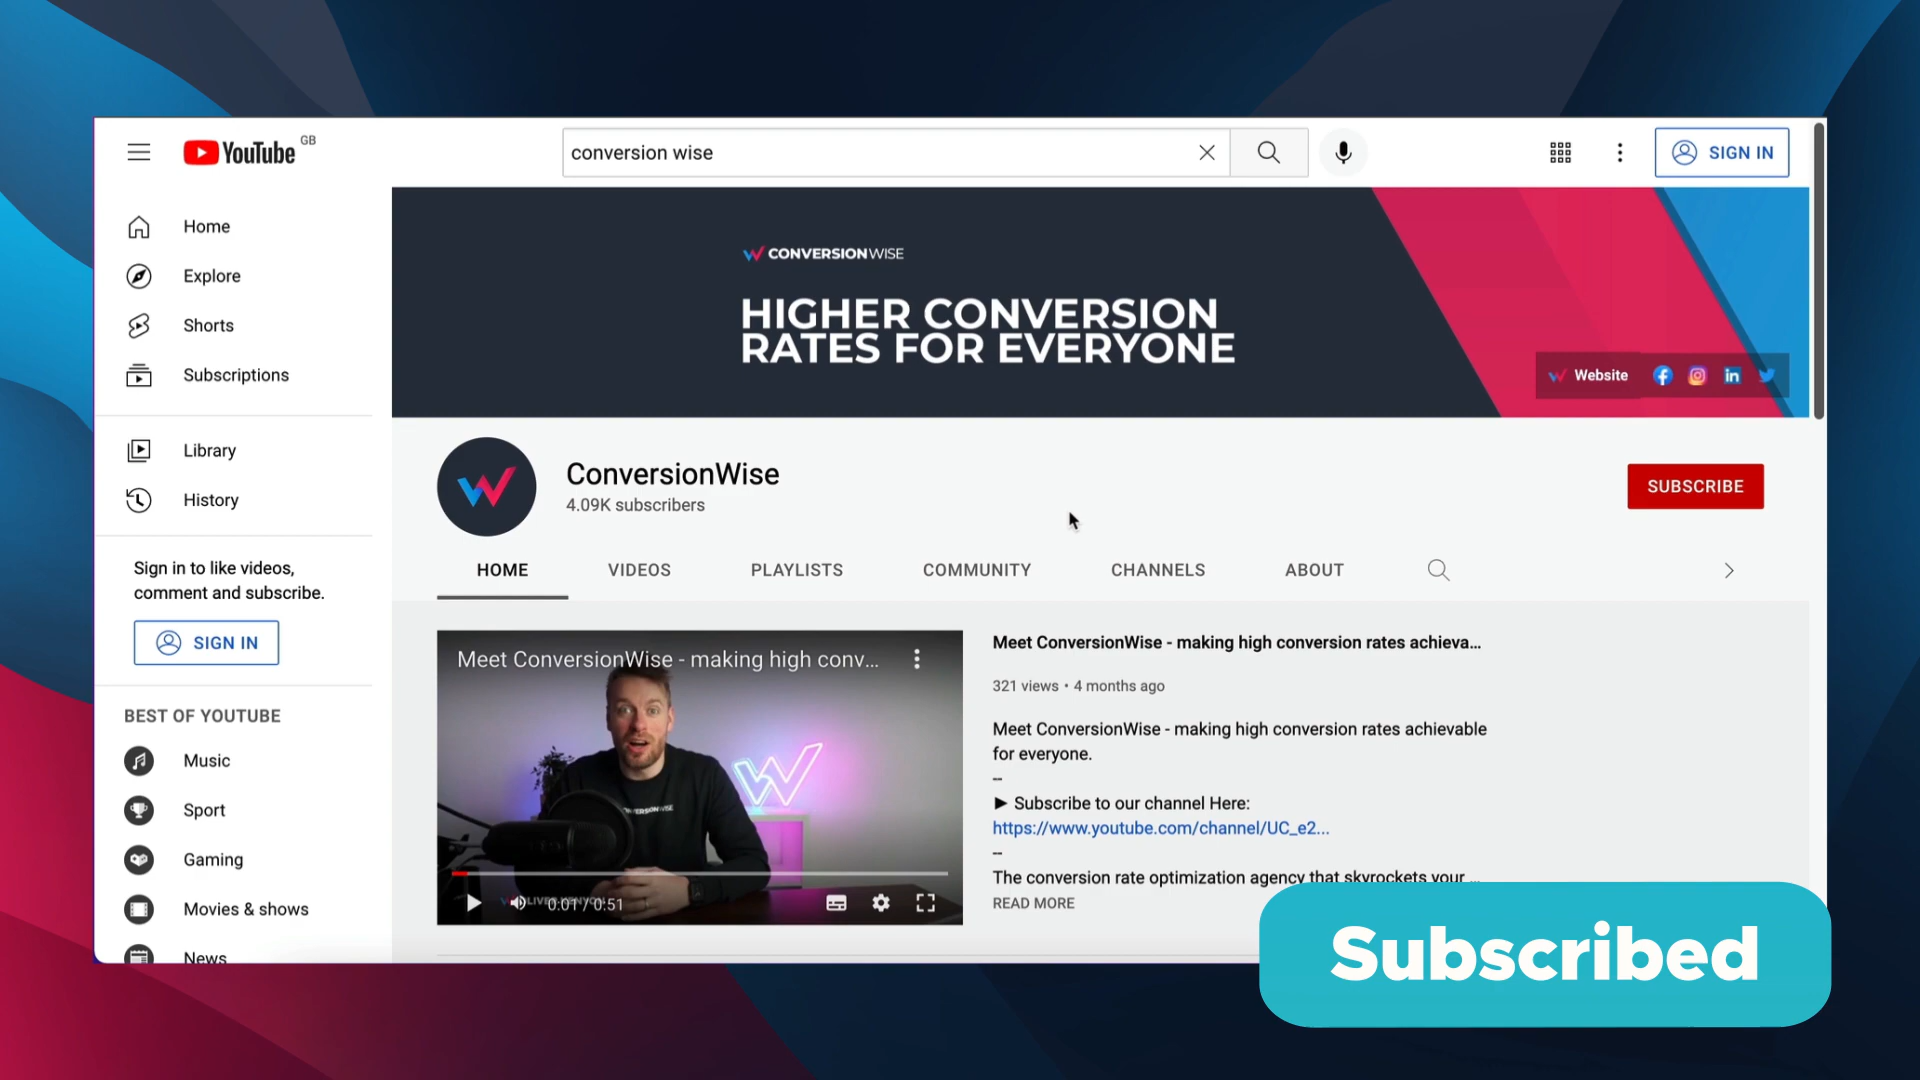 YouTube GB
conversion wise
SIGN IN
Home
Explore
Shorts
Subscriptions
Library
History
Sign in to like videos,
comment and subscribe.
SIGN IN
BEST OF YOUTUBE
Music
Sport
Gaming
Movies & shows
News
CONVERSIONWISE
HIGHER CONVERSION
RATES FOR EVERYONE
Website
ConversionWise
4.09K subscribers
SUBSCRIBE
HOME VIDEOS PLAYLISTS COMMUNITY CHANNELS ABOUT
Meet ConversionWise - making high conv...
0:01 / 0:51
Meet ConversionWise - making high conversion rates achieva...
321 views • 4 months ago
Meet ConversionWise - making high conversion rates achievable
for everyone.
--
► Subscribe to our channel Here:
https://www.youtube.com/channel/UC_e2...
--
The conversion rate optimization agency that skyrockets your ...
READ MORE
Subscribed